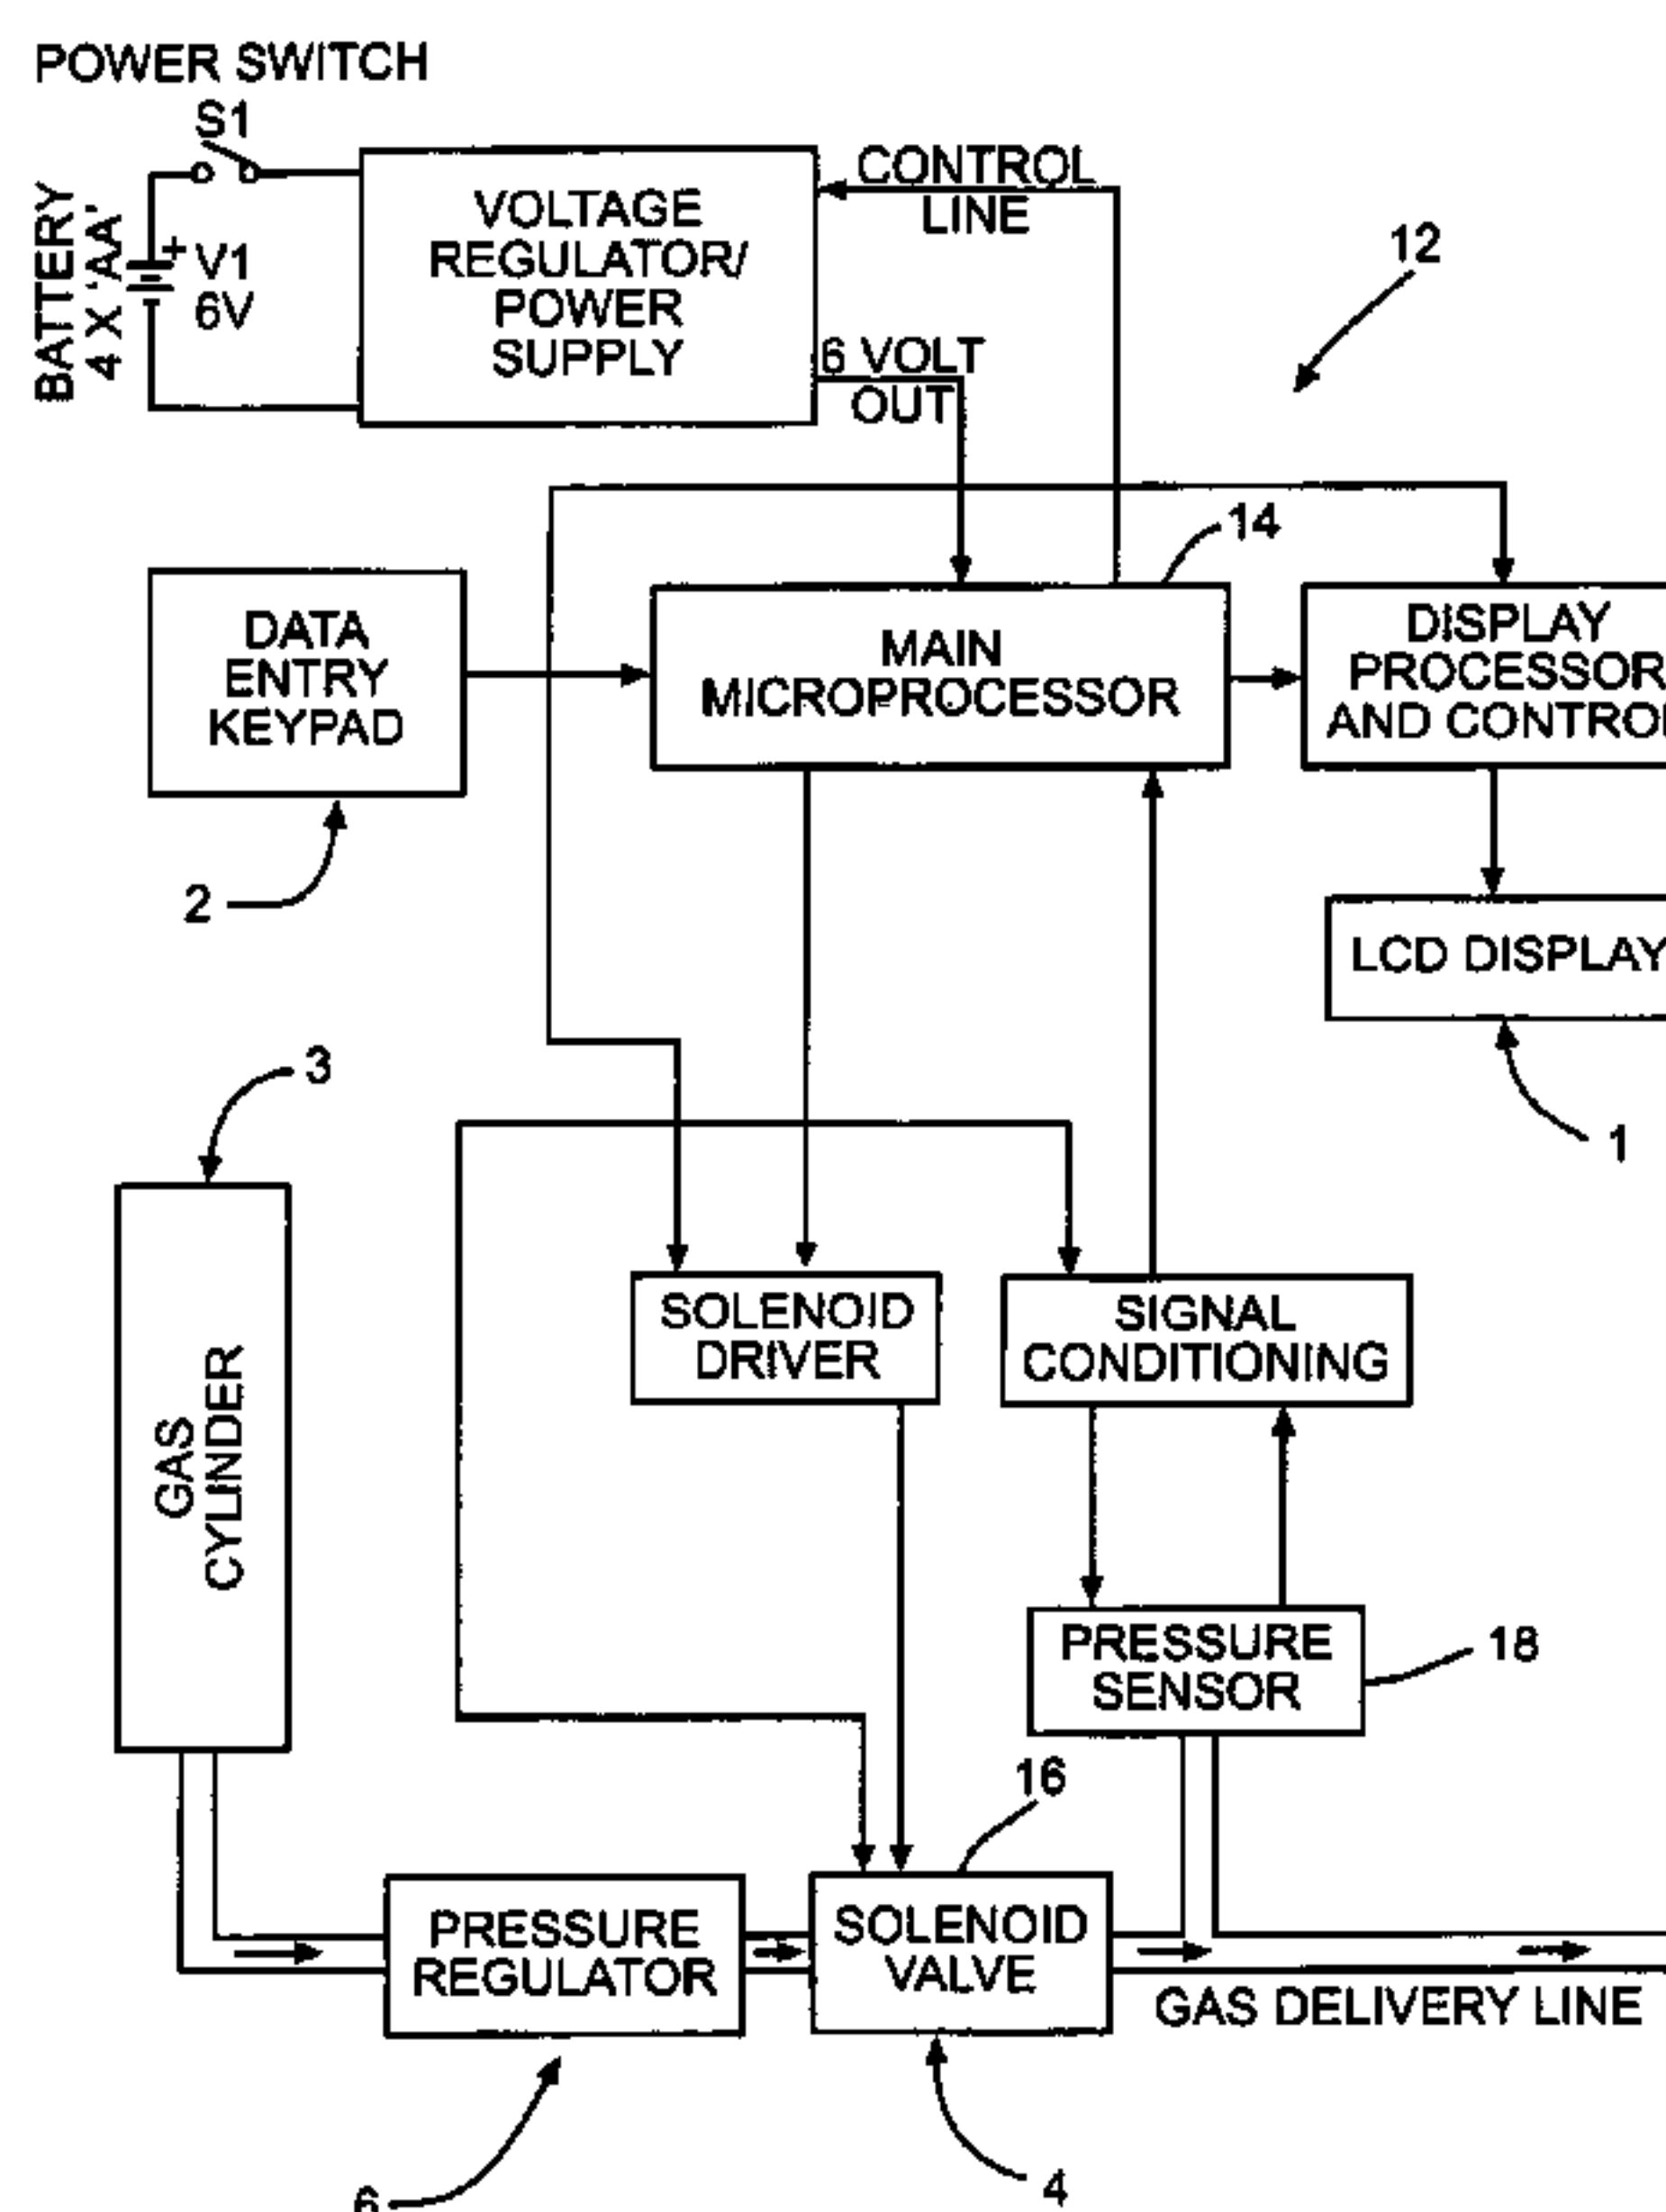 POWER SWITCH
S1
BATTERY
4 X 'AA'
+ V1
6V
VOLTAGE
REGULATOR/
POWER
SUPPLY
CONTROL
LINE
6 VOLT
OUT
12
14
DATA
ENTRY
KEYPAD
2
MAIN
MICROPROCESSOR
DISPLAY
PROCESSOR
AND CONTROL
LCD DISPLAY
1
3
GAS
CYLINDER
SOLENOID
DRIVER
SIGNAL
CONDITIONING
PRESSURE
SENSOR
18
16
PRESSURE
REGULATOR
SOLENOID
VALVE
GAS DELIVERY LINE
6
4